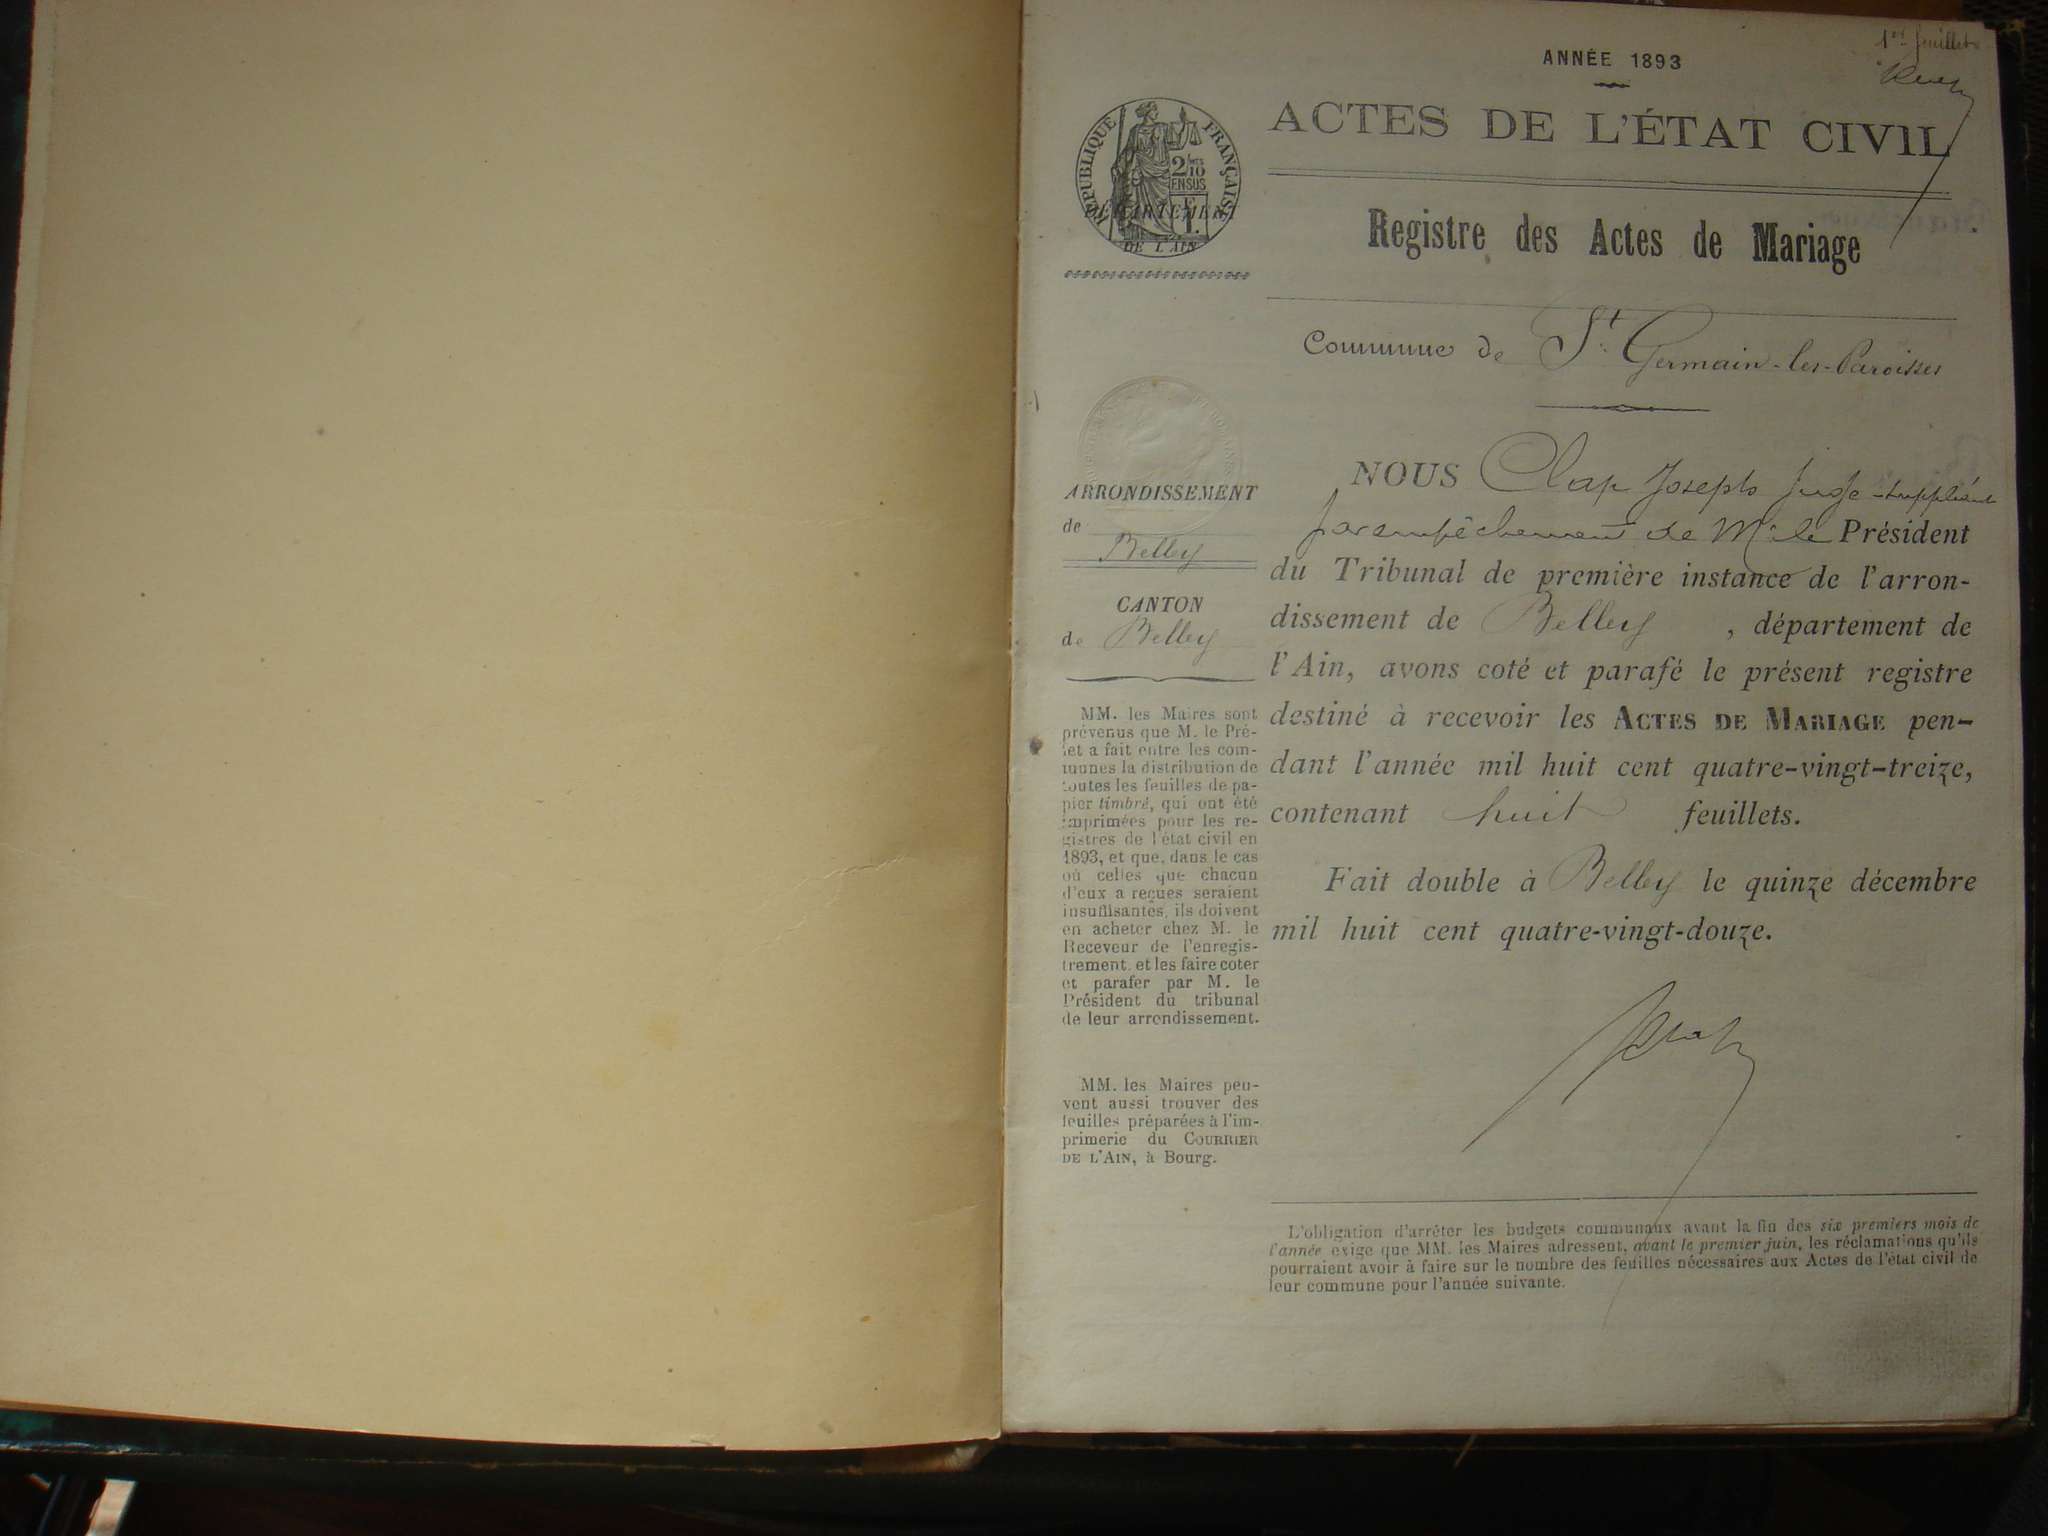 1er feuillet
ANNÉE 1893
ACTES DE L'ÉTAT CIVIL
RÉPUBLIQUE FRANÇAISE
2/10
EN SUS
DÉPARTEMENT
DE L'AIN
Registre des Actes de Mariage
Commune de St Germain-les-Paroisses
ARRONDISSEMENT
de
Belley
CANTON
de Belley
MM. les Maires sont
prévenus que M. le Pré-
fet a fait entre les com-
munes la distribution de
toutes les feuilles de pa-
pier timbré, qui ont été
imprimées pour les re-
gistres de l'état civil en
1893, et que, dans le cas
où celles que chacun
d'eux a reçues seraient
insuffisantes, ils doivent
en acheter chez M. le
Receveur de l'enregis-
trement, et les faire coter
et parafer par M. le
Président du tribunal
de leur arrondissement.
MM. les Maires peu-
vent aussi trouver des
feuilles préparées à l'im-
primerie du COURRIER
DE L'AIN, à Bourg.
NOUS Clap Joseph juge-suppléant
par empêchement de M. le Président
du Tribunal de première instance de l'arron-
dissement de Belley , département de
l'Ain, avons coté et parafé le présent registre
destiné à recevoir les ACTES DE MARIAGE pen-
dant l'année mil huit cent quatre-vingt-treize,
contenant huit feuillets.
Fait double à Belley le quinze décembre
mil huit cent quatre-vingt-douze.
L'obligation d'arrêter les budgets communaux avant la fin des six premiers mois de
l'année exige que MM. les Maires adressent, avant le premier juin, les réclamations qu'ils
pourraient avoir à faire sur le nombre des feuilles nécessaires aux Actes de l'état civil de
leur commune pour l'année suivante.